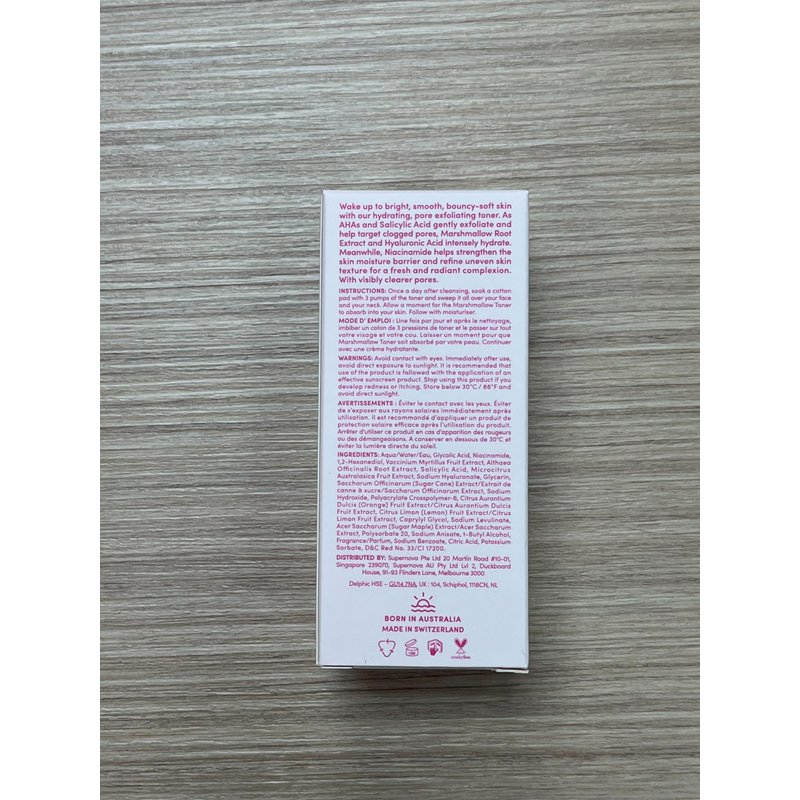 Wake up to bright, smooth, bouncy-soft skin
with our hydrating, pore exfoliating toner. As
AHAs and Salicylic Acid gently exfoliate and
help target clogged pores, Marshmallow Root
Extract and Hyaluronic Acid intensely hydrate.
Meanwhile, Niacinamide helps strengthen the
skin moisture barrier and refine uneven skin
texture for a fresh and radiant complexion.
With visibly clearer pores.
INSTRUCTIONS: Once a day after cleansing, soak a cotton
pad with 3 pumps of the toner and sweep it all over your face
and your neck. Allow a moment for the Marshmallow Toner
to absorb into your skin. Follow with moisturiser.
MODE D' EMPLOI : Une fois par jour et après le nettoyage,
imbiber un coton de 3 pressions de toner et le passer sur tout
votre visage et votre cou. Laisser un moment pour que
Marshmallow Toner soit absorbé par votre peau. Continuer
avec une crème hydratante.
WARNINGS: Avoid contact with eyes. Immediately after use,
avoid direct exposure to sunlight. It is recommended that
use of the product is followed with the application of an
effective sunscreen product. Stop using this product if you
develop redness or itching. Store below 30°C / 86°F and
avoid direct sunlight.
AVERTISSEMENTS : Éviter le contact avec les yeux. Éviter
de s'exposer aux rayons solaires immédiatement après
utilisation. Il est recommandé d'appliquer un produit de
protection solaire efficace après l'utilisation du produit.
Arrêter d'utiliser ce produit en cas d'apparition des rougeurs
ou des démangeaisons. A conserver en dessous de 30°C et
éviter la lumière directe du soleil.
INGREDIENTS: Aqua/Water/Eau, Glycolic Acid, Niacinamide,
1,2-Hexanediol, Vaccinium Myrtillus Fruit Extract, Althaea
Officinalis Root Extract, Salicylic Acid, Microcitrus
Australasica Fruit Extract, Sodium Hyaluronate, Glycerin,
Saccharum Officinarum (Sugar Cane) Extract/Extrait de
canne à sucre/Saccharum Officinarum Extract, Sodium
Hydroxide, Polyacrylate Crosspolymer-6, Citrus Aurantium
Dulcis (Orange) Fruit Extract/Citrus Aurantium Dulcis
Fruit Extract, Citrus Limon (Lemon) Fruit Extract/Citrus
Limon Fruit Extract, Caprylyl Glycol, Sodium Levulinate,
Acer Saccharum (Sugar Maple) Extract/Acer Saccharum
Extract, Polysorbate 20, Sodium Anisate, t-Butyl Alcohol,
Fragrance/Parfum, Sodium Benzoate, Citric Acid, Potassium
Sorbate, D&C Red No. 33/CI 17200.
DISTRIBUTED BY: Supernova Pte Ltd 20 Martin Road #10-01,
Singapore 239070, Supernova AU Pty Ltd Lvl 2, Duckboard
House, 91-93 Flinders Lane, Melbourne 3000
Delphic HSE – GU14 7NA, UK : 104, Schiphol, 1118CN, NL
BORN IN AUSTRALIA
MADE IN SWITZERLAND
crueltyfree